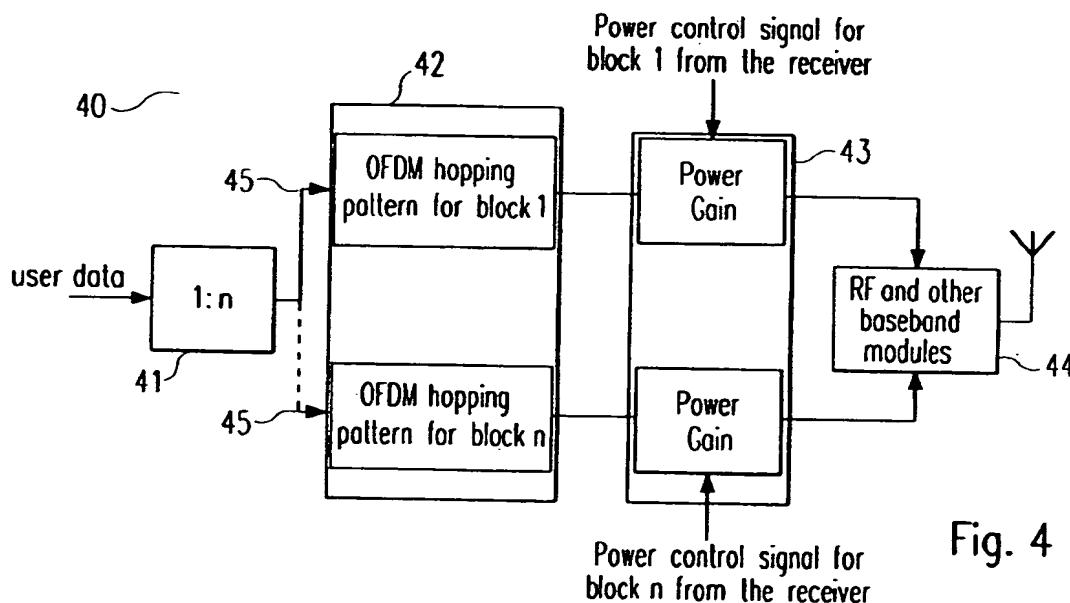 Power control signal for
block 1 from the receiver
42
40
43
OFDM hopping
pattern for block 1
Power
Gain
45
user data
1:n
RF and other
baseband
modules
41
44
45
OFDM hopping
pattern for block n
Power
Gain
Power control signal for
block n from the receiver
Fig. 4